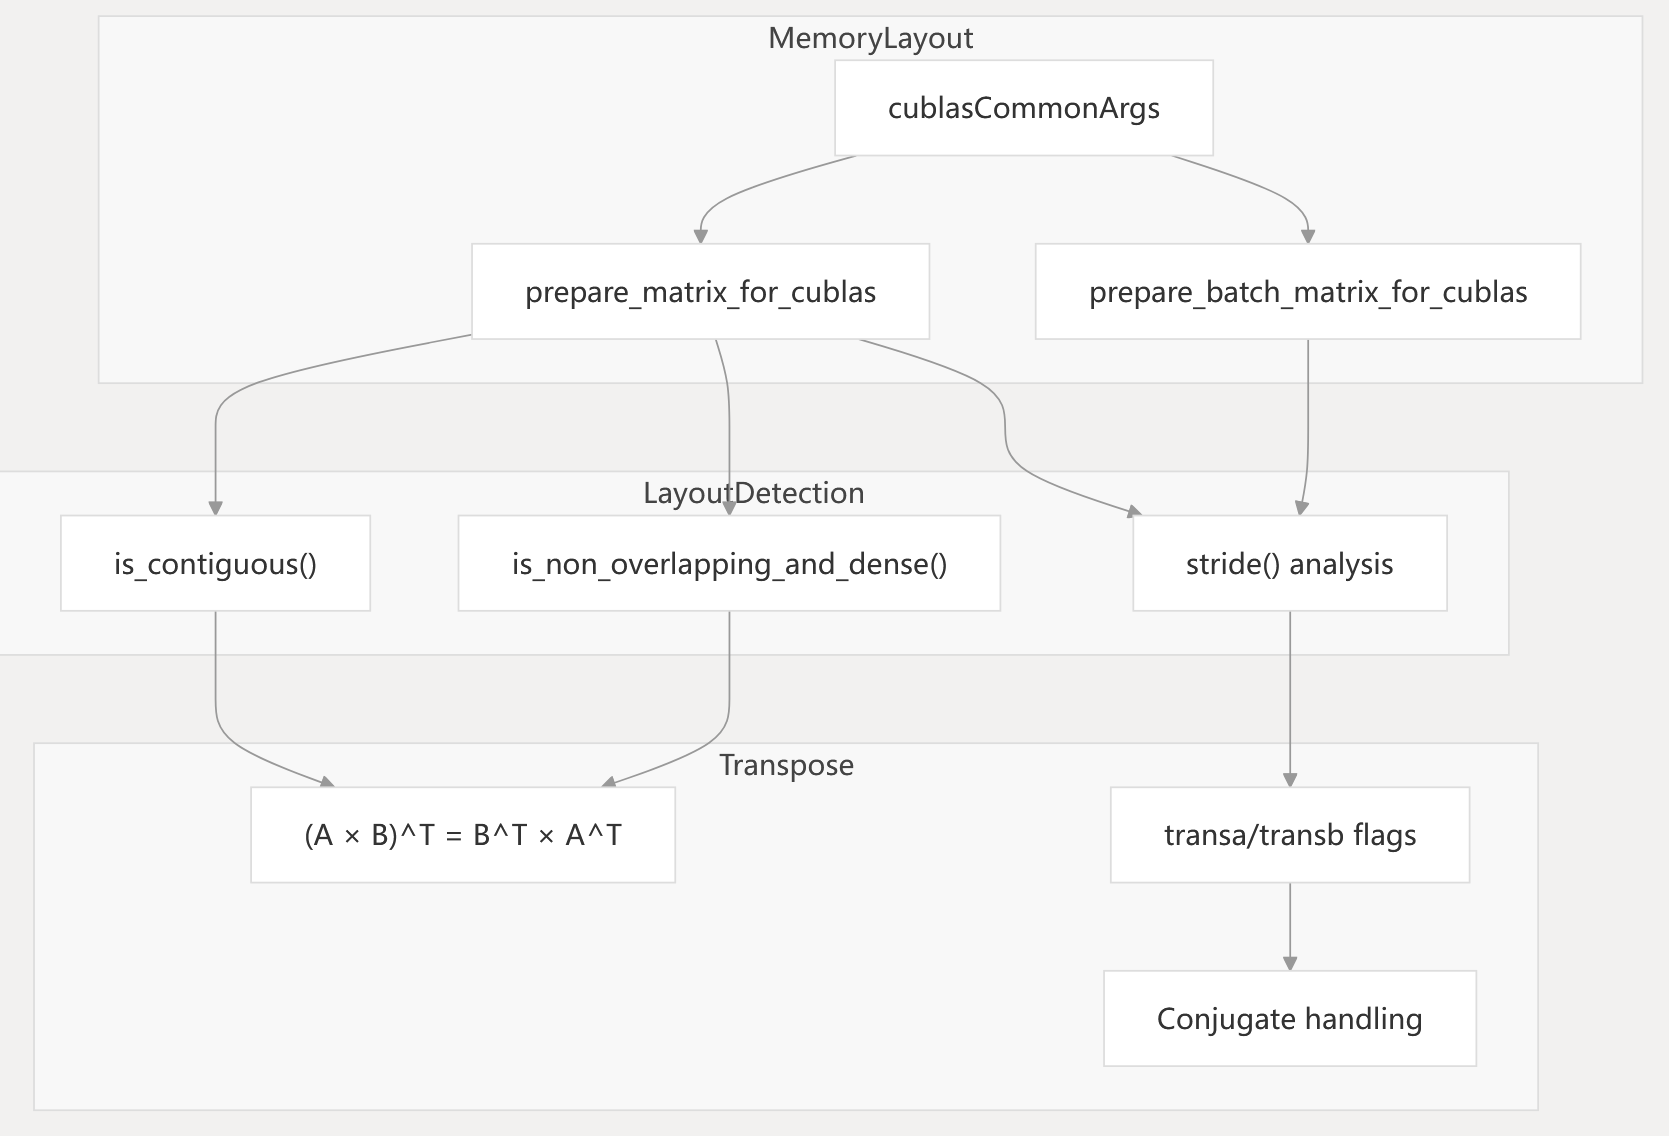 MemoryLayout
cublasCommonArgs
prepare_matrix_for_cublas
prepare_batch_matrix_for_cublas
LayoutDetection
is_contiguous()
is_non_overlapping_and_dense()
stride() analysis
Transpose
(A × B)^T = B^T × A^T
transa/transb flags
Conjugate handling